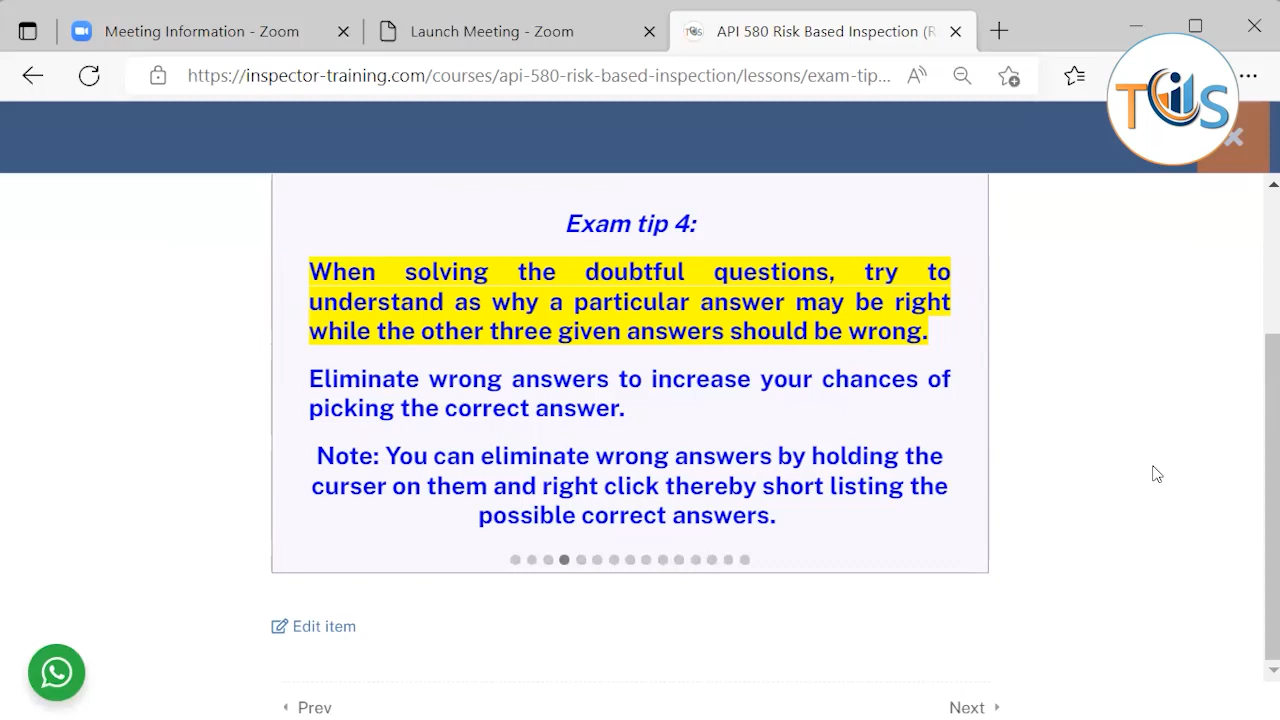 Meeting Information - Zoom
Launch Meeting - Zoom
API 580 Risk Based Inspection (R
https://inspector-training.com/courses/api-580-risk-based-inspection/lessons/exam-tip...
TIIS
Exam tip 4:
When solving the doubtful questions, try to
understand as why a particular answer may be right
while the other three given answers should be wrong.
Eliminate wrong answers to increase your chances of
picking the correct answer.
Note: You can eliminate wrong answers by holding the
curser on them and right click thereby short listing the
possible correct answers.
Edit item
Prev
Next